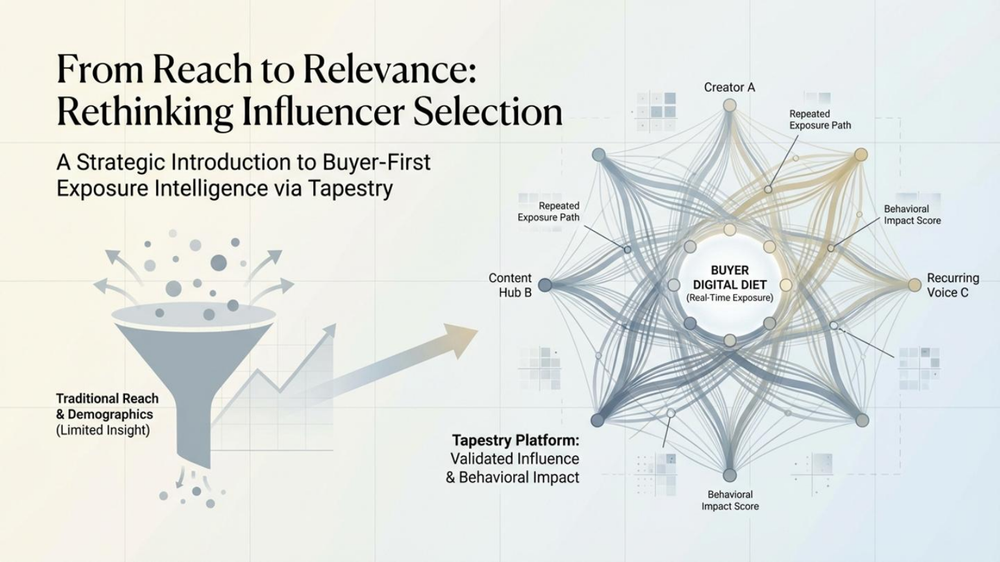 From Reach to Relevance:
Rethinking Influencer Selection
A Strategic Introduction to Buyer-First
Exposure Intelligence via Tapestry
Traditional Reach
& Demographics
(Limited Insight)
Tapestry Platform:
Validated Influence
& Behavioral Impact
Creator A
Repeated
Exposure Path
Repeated
Exposure Path
Behavioral
Impact Score
Content
Hub B
BUYER
DIGITAL DIET
(Real-Time Exposure)
Recurring
Voice C
Behavioral
Impact Score